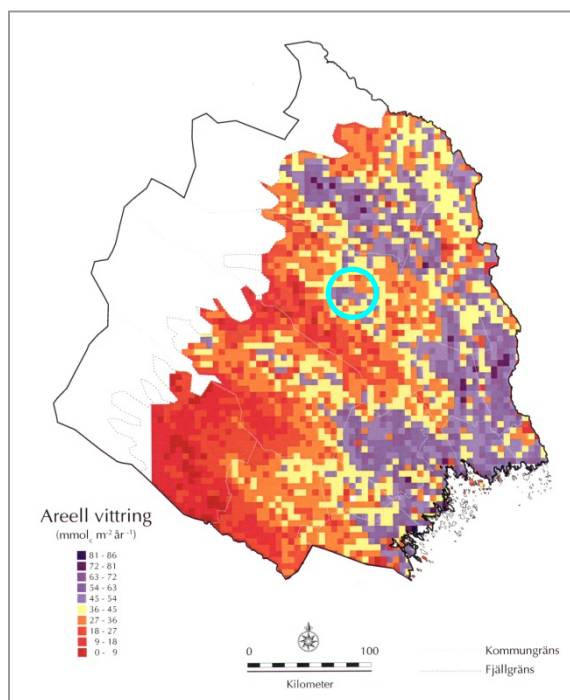 Areell vittring
(mmolc m-2 år -1)
81 - 86
72 - 81
63 - 72
54 - 63
45 - 54
36 - 45
27 - 36
18 - 27
9 - 18
0 - 9
0 100
Kilometer
Kommungräns
Fjällgräns